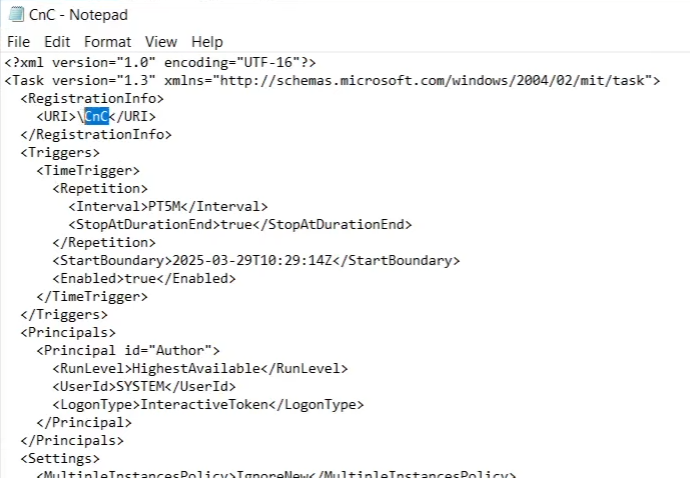 CnC - Notepad
File Edit Format View Help
<?xml version="1.0" encoding="UTF-16"?>
<Task version="1.3" xmlns="http://schemas.microsoft.com/windows/2004/02/mit/task">
  <RegistrationInfo>
    <URI>\CnC</URI>
  </RegistrationInfo>
  <Triggers>
    <TimeTrigger>
      <Repetition>
        <Interval>PT5M</Interval>
        <StopAtDurationEnd>true</StopAtDurationEnd>
      </Repetition>
      <StartBoundary>2025-03-29T10:29:14Z</StartBoundary>
      <Enabled>true</Enabled>
    </TimeTrigger>
  </Triggers>
  <Principals>
    <Principal id="Author">
      <RunLevel>HighestAvailable</RunLevel>
      <UserId>SYSTEM</UserId>
      <LogonType>InteractiveToken</LogonType>
    </Principal>
  </Principals>
  <Settings>
    <MultipleInstancesPolicy>IgnoreNew</MultipleInstancesPolicy>